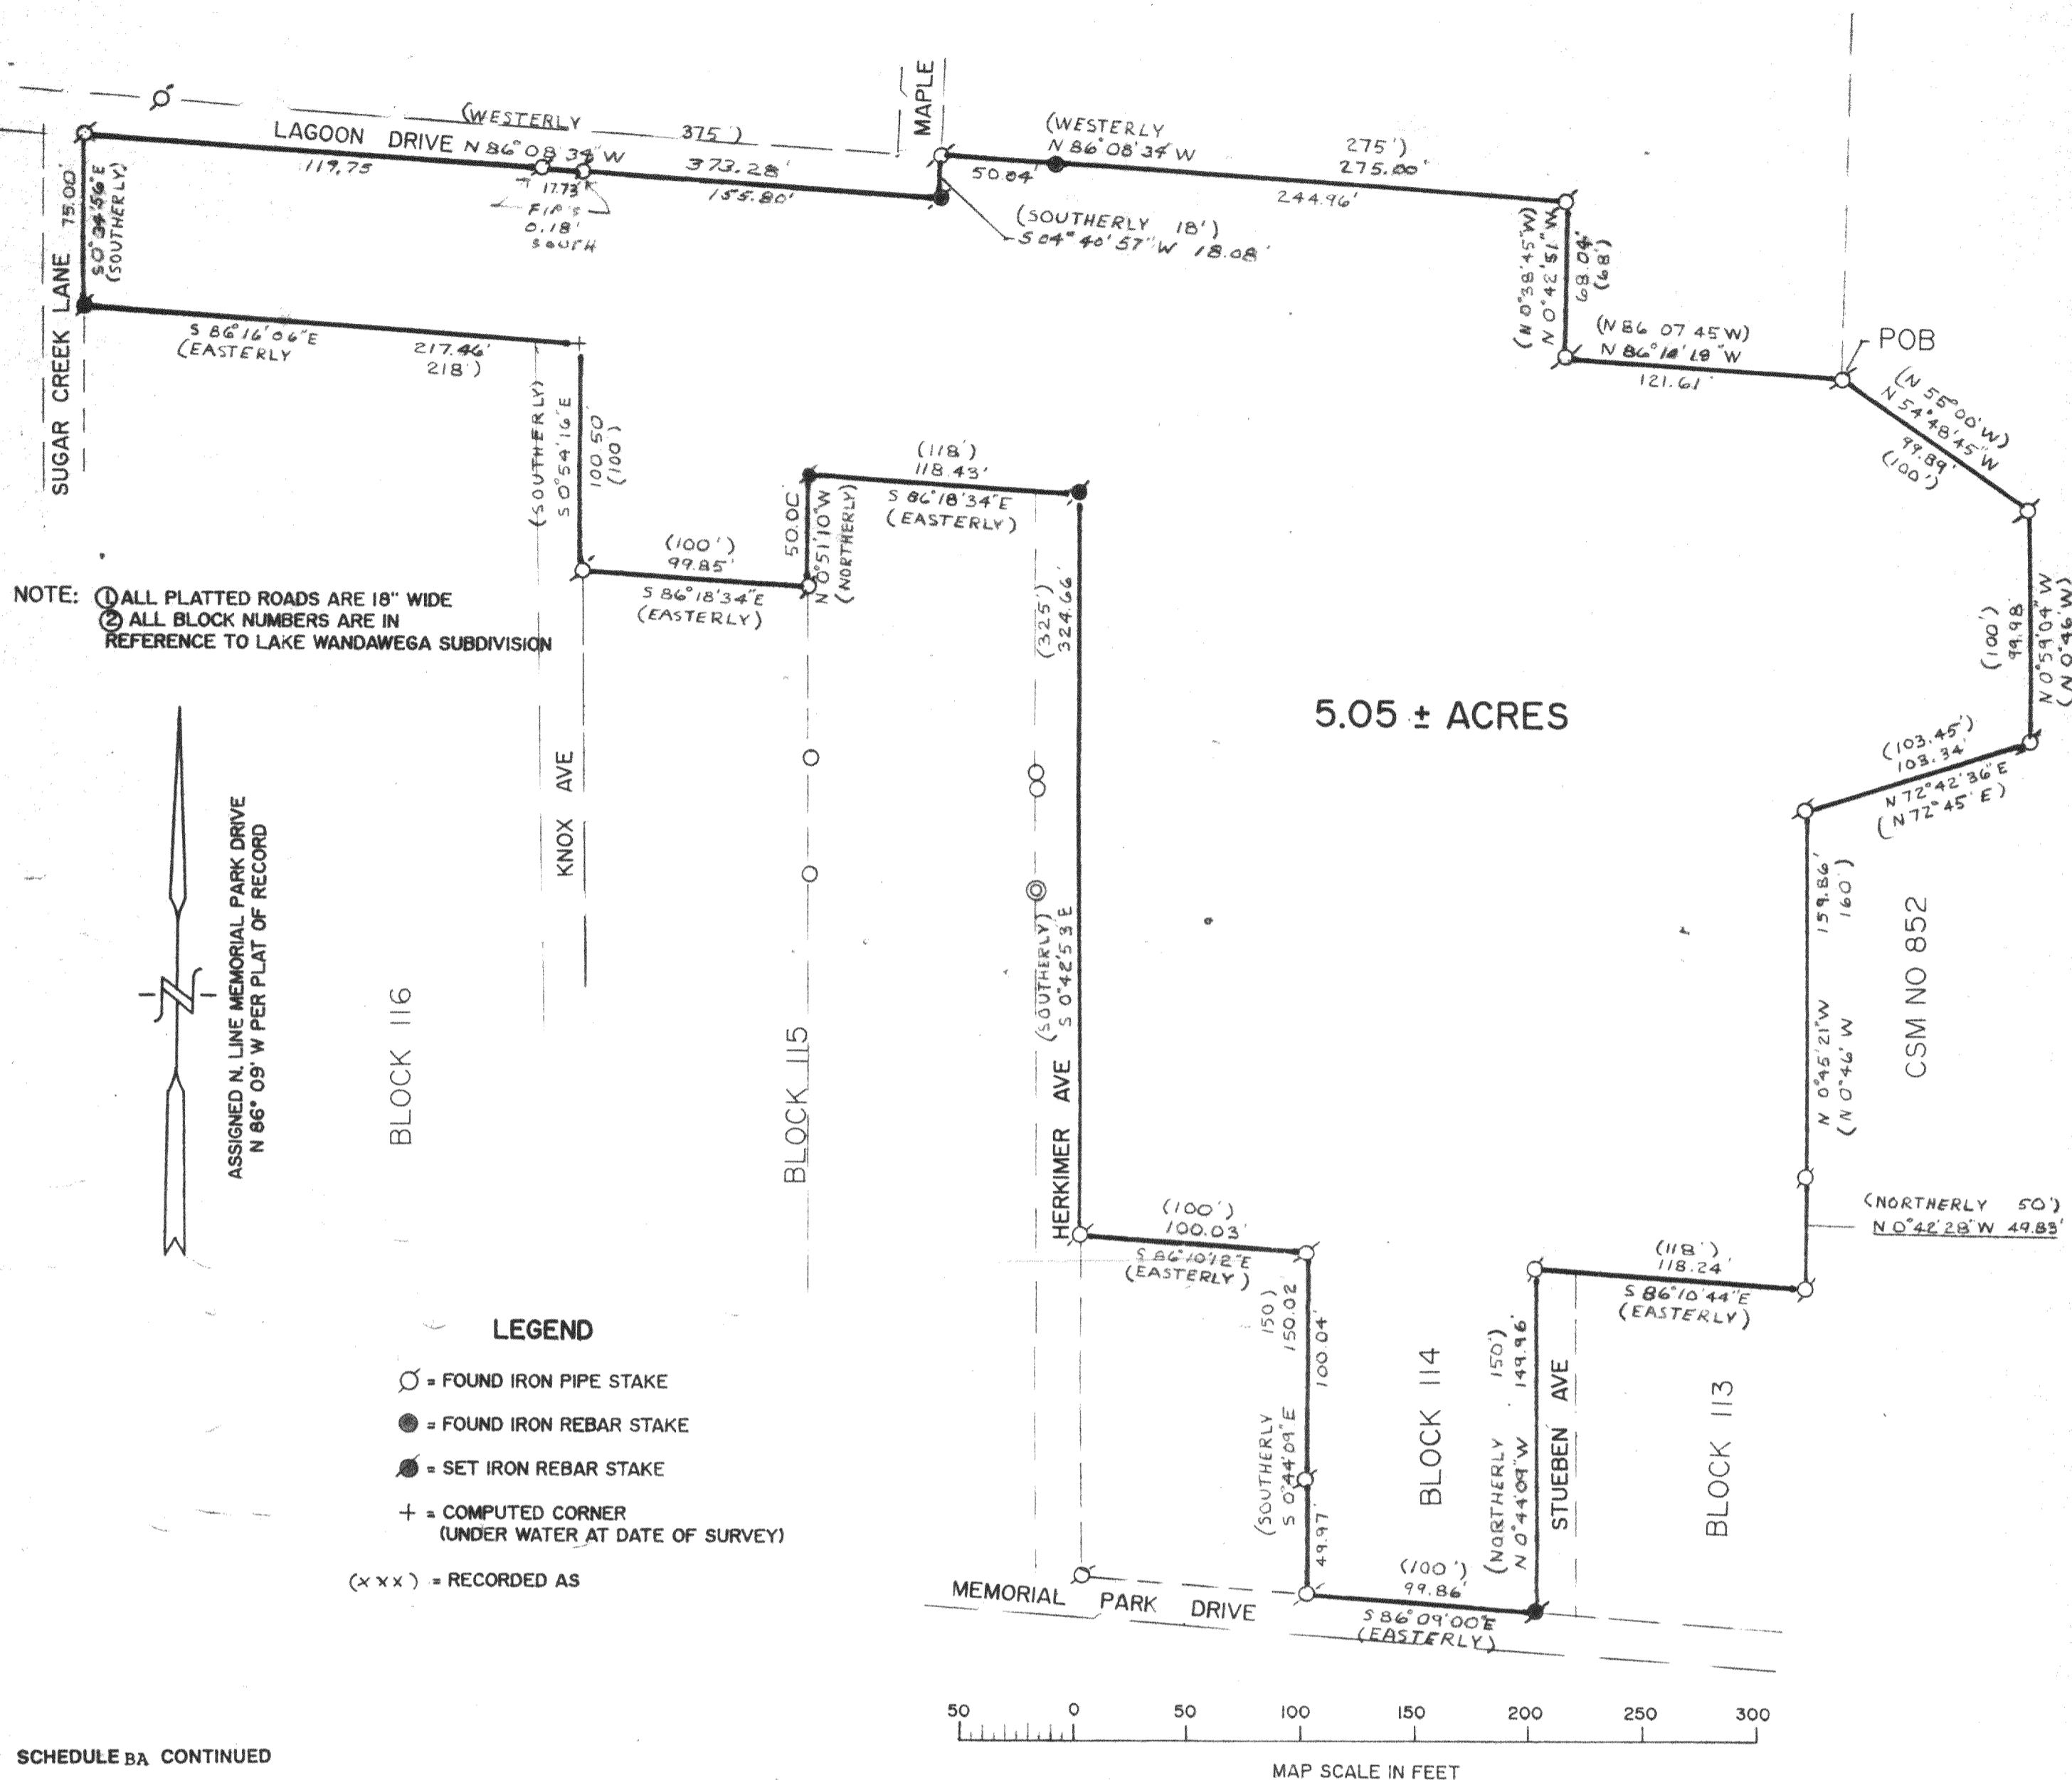 MAPLE
(WESTERLY 375')
LAGOON DRIVE N 86° 08' 34" W
119.75
373.28'
17.73'
155.80'
FIP'S
0.18'
SOUTH
(WESTERLY 275')
N 86° 08' 34" W 275.00'
50.04'
244.96'
(SOUTHERLY 18')
S 04° 40' 57" W 18.08'
75.00'
S 0° 34' 56" E
(SOUTHERLY)
SUGAR CREEK LANE
S 86° 16' 06" E 217.46'
(EASTERLY 218')
(SOUTHERLY)
S 0° 54' 16" E
100.50'
(100')
(N 0° 38' 45" W)
N 0° 42' 51" W
68.04'
(68')
(N 86 07 45 W)
N 86° 14' 18" W
121.61'
POB
(N 55° 00' W)
N 54° 48' 45" W
99.89'
(100')
(118')
118.43'
S 86° 18' 34" E
(EASTERLY)
50.0C
N 0° 51' 10" W
(NORTHERLY)
(100')
99.85'
S 86° 18' 34" E
(EASTERLY)
NOTE: ① ALL PLATTED ROADS ARE 18" WIDE
② ALL BLOCK NUMBERS ARE IN
REFERENCE TO LAKE WANDAWEGA SUBDIVISION
(325')
324.66'
(100')
99.98'
N 0° 59' 04" W
(N 0° 46' W)
5.05 ± ACRES
(103.45')
103.34'
N 72° 42' 36" E
(N 72° 45' E)
KNOX AVE
ASSIGNED N. LINE MEMORIAL PARK DRIVE
N 86° 09' W PER PLAT OF RECORD
N
BLOCK 116
BLOCK 115
(SOUTHERLY)
S 0° 42' 53" E
HERKIMER AVE
159.86'
160')
N 0° 45' 21" W
(N 0° 46' W
CSM NO 852
(NORTHERLY 50')
N 0° 42' 28" W 49.83'
(100')
100.03'
S 86° 10' 12" E
(EASTERLY)
(118')
118.24'
S 86° 10' 44" E
(EASTERLY)
150)
150.02'
100.04'
(SOUTHERLY
S 0° 44' 09" E
49.97'
BLOCK 114
150')
149.96'
(NORTHERLY
N 0° 44' 09" W
STUEBEN AVE
BLOCK 113
LEGEND
= FOUND IRON PIPE STAKE
= FOUND IRON REBAR STAKE
= SET IRON REBAR STAKE
+ = COMPUTED CORNER
(UNDER WATER AT DATE OF SURVEY)
(xxx) = RECORDED AS
MEMORIAL PARK DRIVE
(100')
99.86'
S 86° 09' 00" E
(EASTERLY)
50 0 50 100 150 200 250 300
MAP SCALE IN FEET
SCHEDULE BA CONTINUED